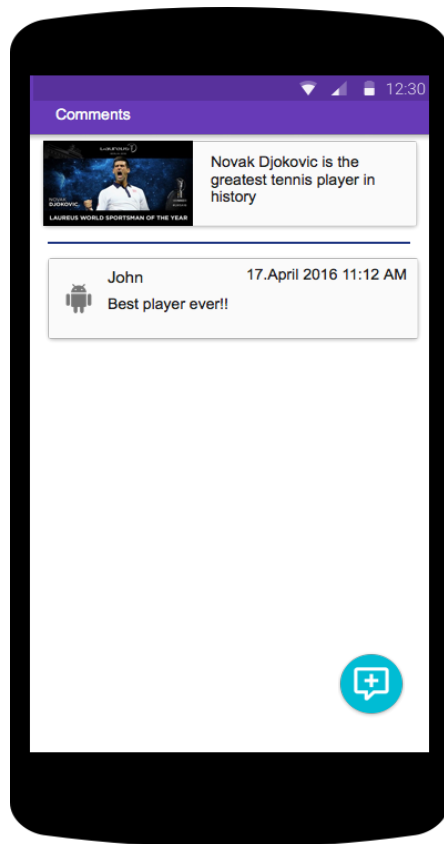 12:30
Comments
LAUREUS
NOVAK
DJOKOVIC,
LAUREUS WORLD SPORTSMAN OF THE YEAR
Novak Djokovic is the
greatest tennis player in
history
John
17.April 2016 11:12 AM
Best player ever!!